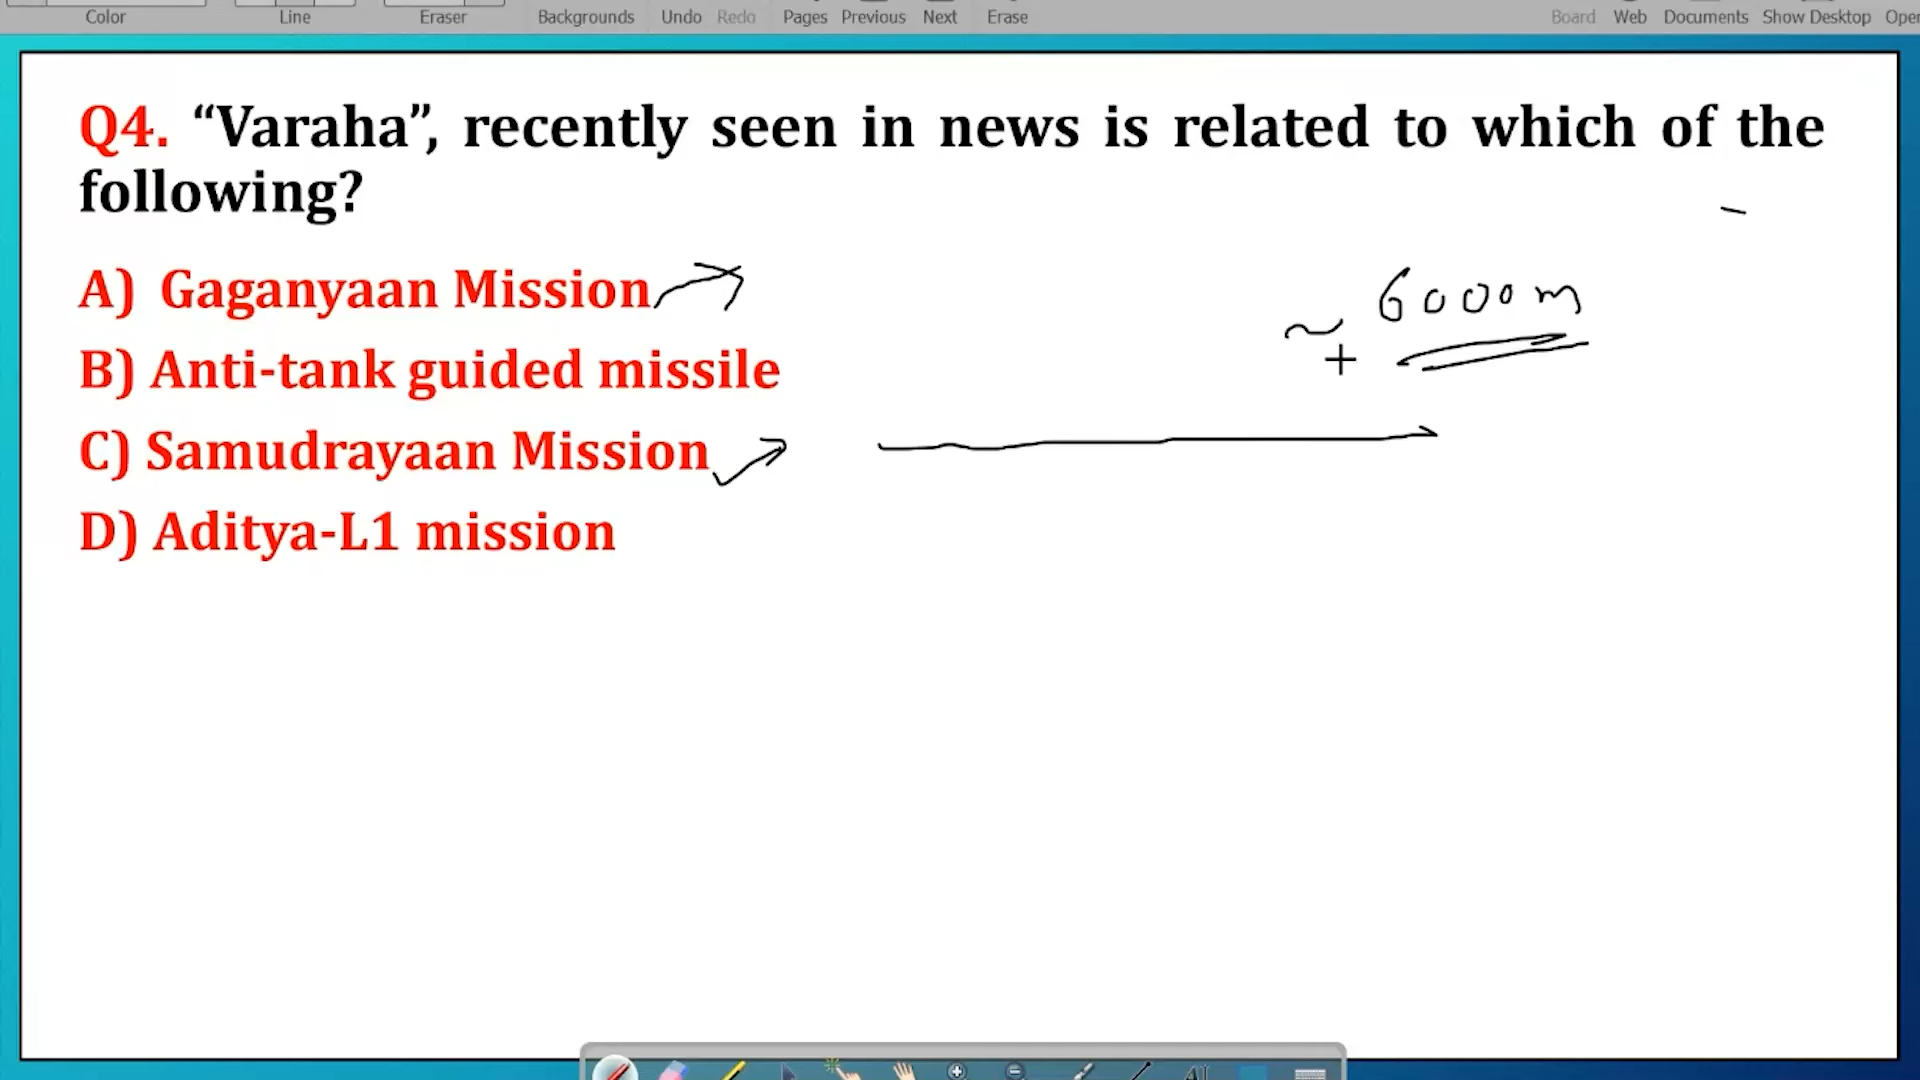 Color Line Eraser Backgrounds Undo Redo Pages Previous Next Erase Board Web Documents Show Desktop
Q4. “Varaha”, recently seen in news is related to which of the
following?
A) Gaganyaan Mission
6000m
B) Anti-tank guided missile
C) Samudrayaan Mission
D) Aditya-L1 mission